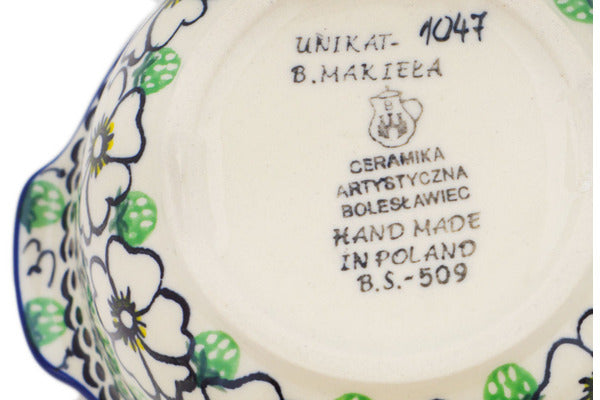 UNIKAT- 1047
B. MAKIEŁA
CERAMIKA
ARTYSTYCZNA
BOLESŁAWIEC
HAND MADE
IN POLAND
B.S.-509